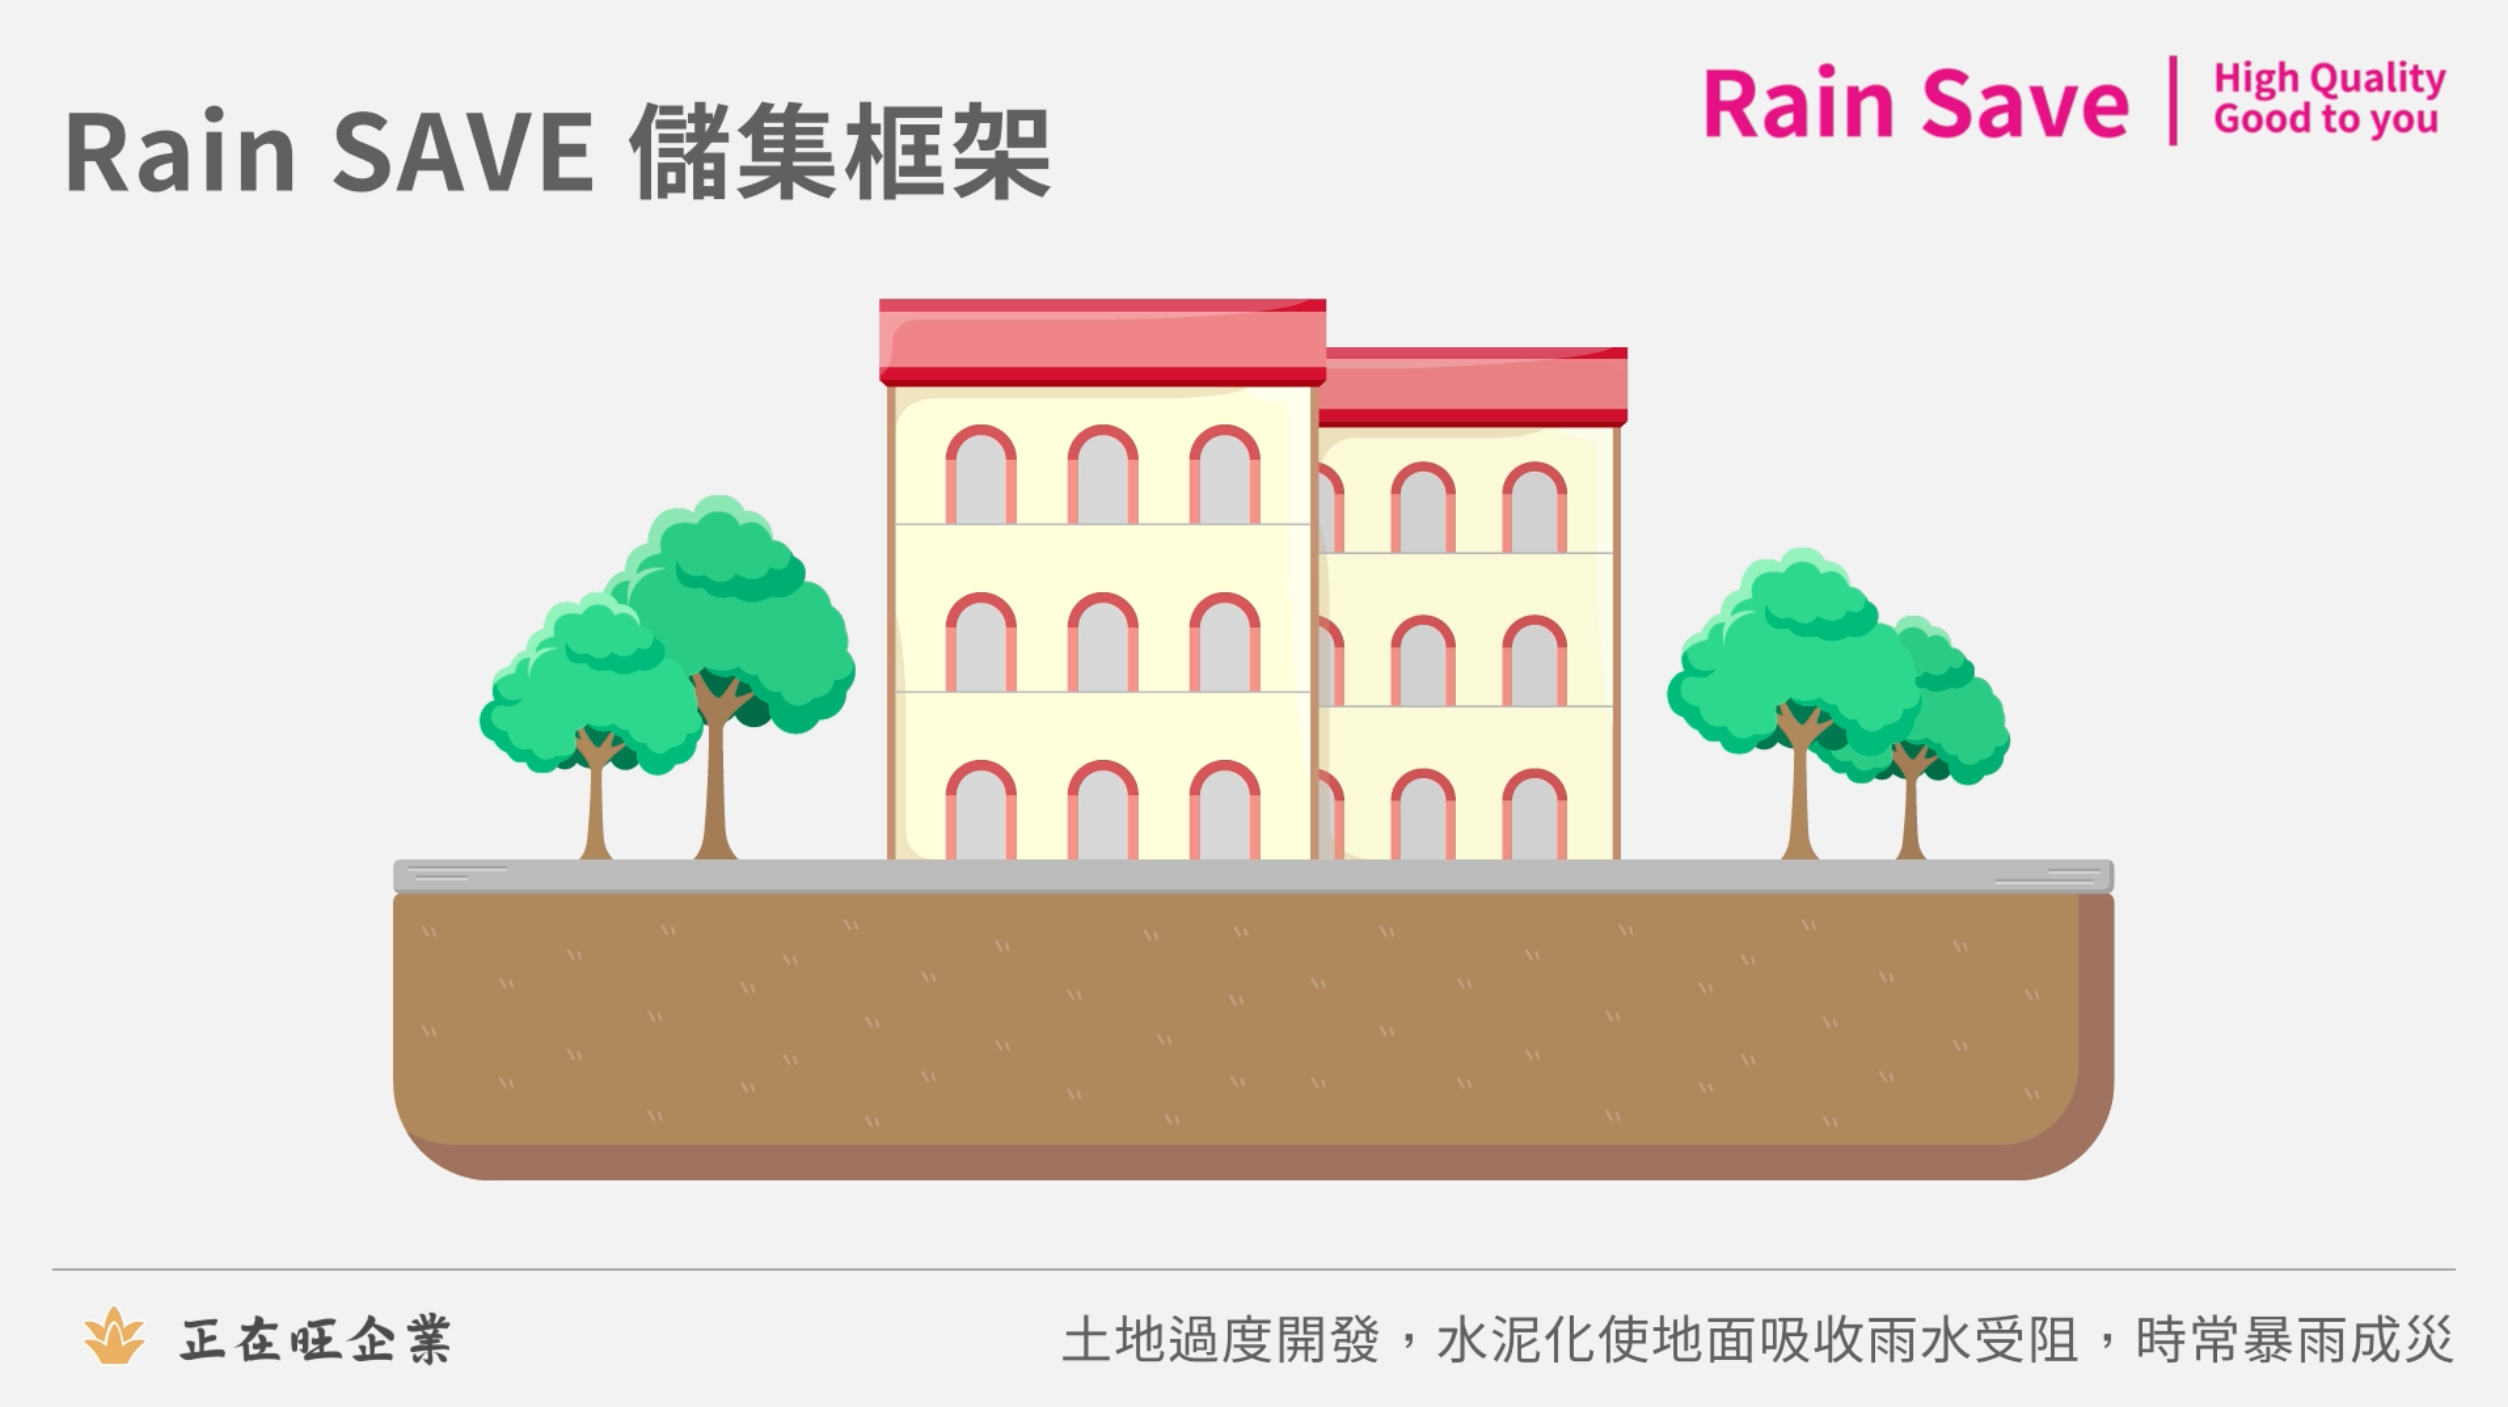 Rain SAVE 儲集框架
Rain Save
High Quality
Good to you
正在旺企業
土地過度開發，水泥化使地面吸收雨水受阻，時常暴雨成災